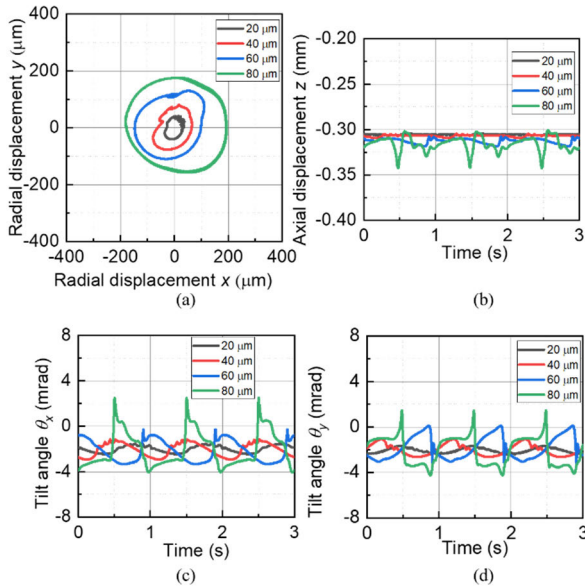 Radial displacement y (μm)
400
200
0
-200
-400
20 μm
40 μm
60 μm
80 μm
-400 -200 0 200 400
Radial displacement x (μm)
(a)
Axial displacement z (mm)
-0.20
-0.25
-0.30
-0.35
-0.40
20 μm
40 μm
60 μm
80 μm
0 1 2 3
Time (s)
(b)
Tilt angle θx (mrad)
8
4
0
-4
-8
20 μm
40 μm
60 μm
80 μm
0 1 2 3
Time (s)
(c)
Tilt angle θy (mrad)
8
4
0
-4
-8
20 μm
40 μm
60 μm
80 μm
0 1 2 3
Time (s)
(d)